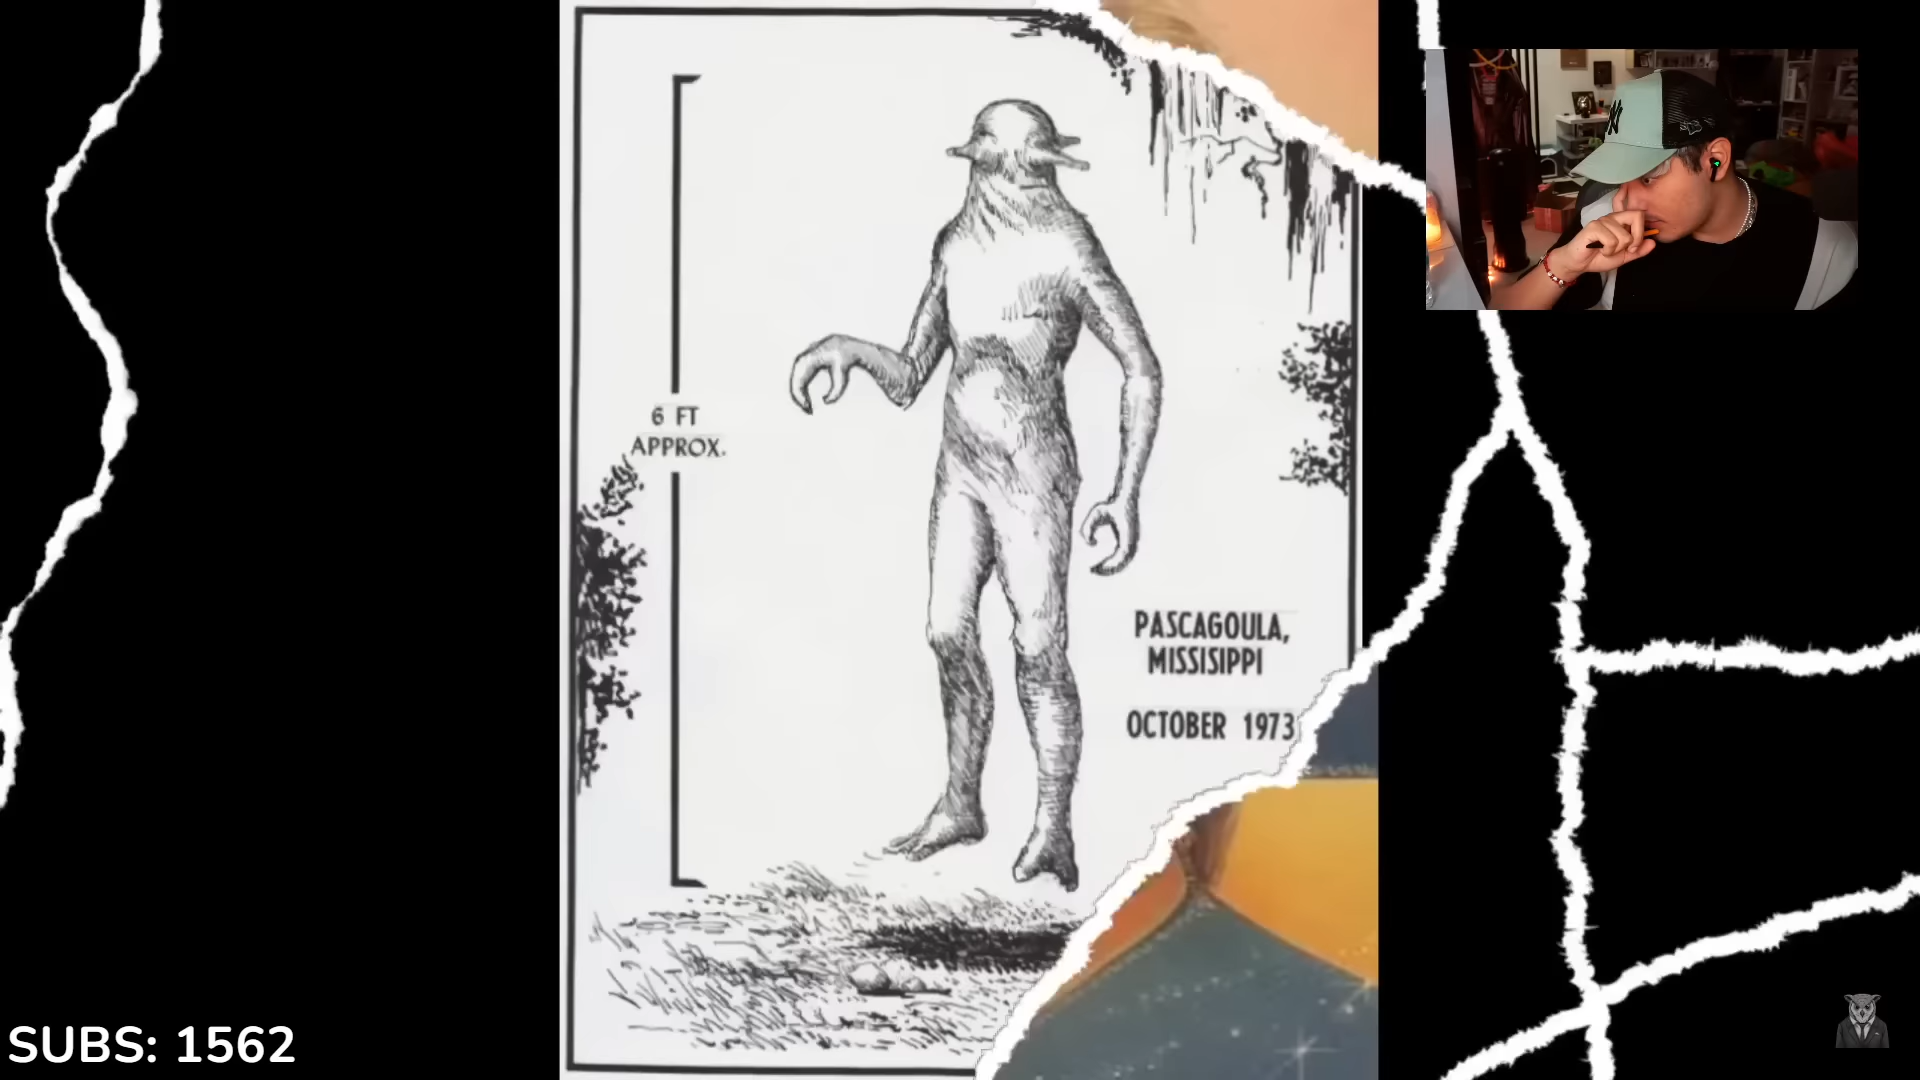 6 FT
APPROX.
PASCAGOULA,
MISSISIPPI
OCTOBER 1973
SUBS: 1562